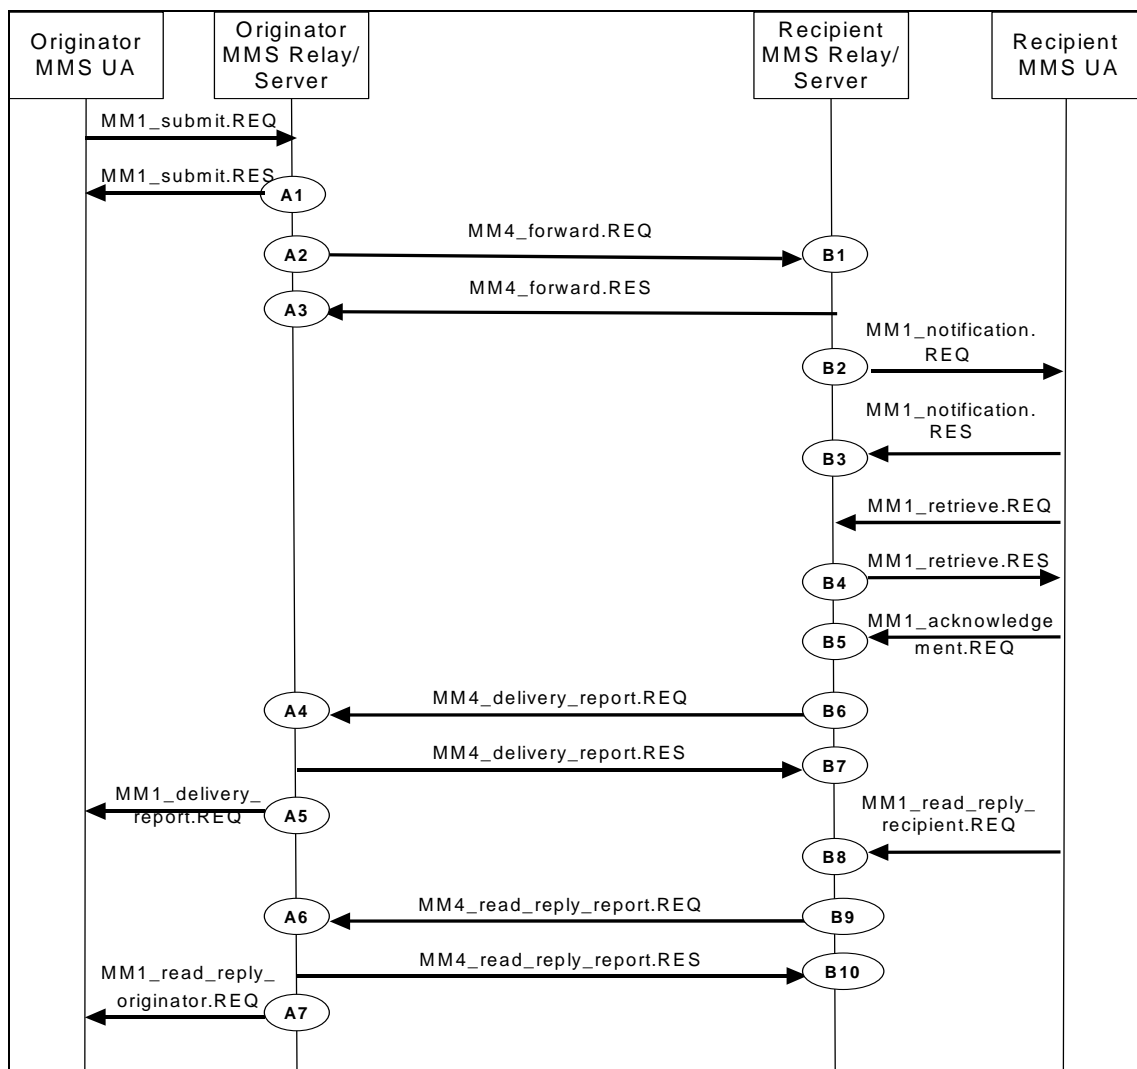 Originator
MMS UA
Originator
MMS Relay/
Server
Recipient
MMS Relay/
Server
Recipient
MMS UA
MM1_submit.REQ
MM1_submit.RES
A1
MM4_forward.REQ
A2
B1
MM4_forward.RES
A3
MM1_notification.
REQ
B2
MM1_notification.
RES
B3
MM1_retrieve.REQ
MM1_retrieve.RES
B4
MM1_acknowledge
ment.REQ
B5
MM4_delivery_report.REQ
A4
B6
MM4_delivery_report.RES
B7
MM1_delivery_
report.REQ
A5
MM1_read_reply_
recipient.REQ
B8
MM4_read_reply_report.REQ
A6
B9
MM4_read_reply_report.RES
B10
MM1_read_reply_
originator.REQ
A7